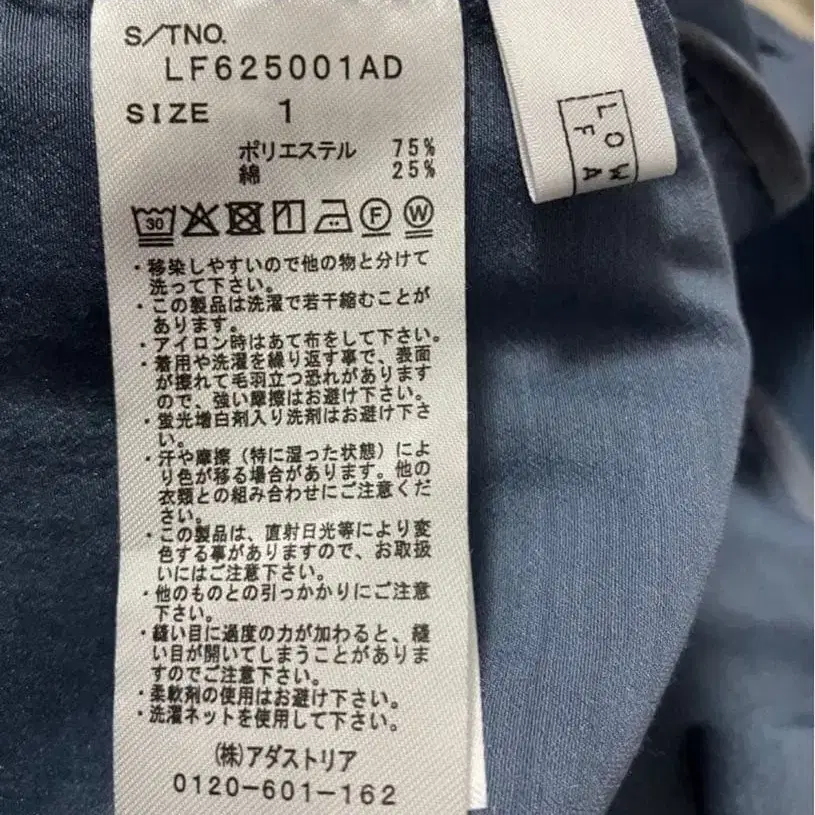 S/TNO.
LF625001AD
SIZE 1
ポリエステル 75%
綿 25%
30
F
W
・移染しやすいので他の物と分けて
洗って下さい。
・この製品は洗濯で若干縮むことが
あります。
・アイロン時はあて布をして下さい。
・着用や洗濯を繰り返す事で、表面
が擦れて毛羽立つ恐れがあります
ので、強い摩擦はお避け下さい。
・蛍光増白剤入り洗剤はお避け下さ
い。
・汗や摩擦（特に湿った状態）によ
り色が移る場合があります。他の
衣類との組み合わせにご注意くだ
さい。
・この製品は、直射日光等により変
色する事がありますので、お取扱
いにはご注意下さい。
・他のものとの引っかかりにご注意
下さい。
・縫い目に過度の力が加わると、縫
い目が開いてしまうことがありま
すのでご注意下さい。
・柔軟剤の使用はお避け下さい。
・洗濯ネットを使用して下さい。
(株)アダストリア
0120-601-162
LOW
FA